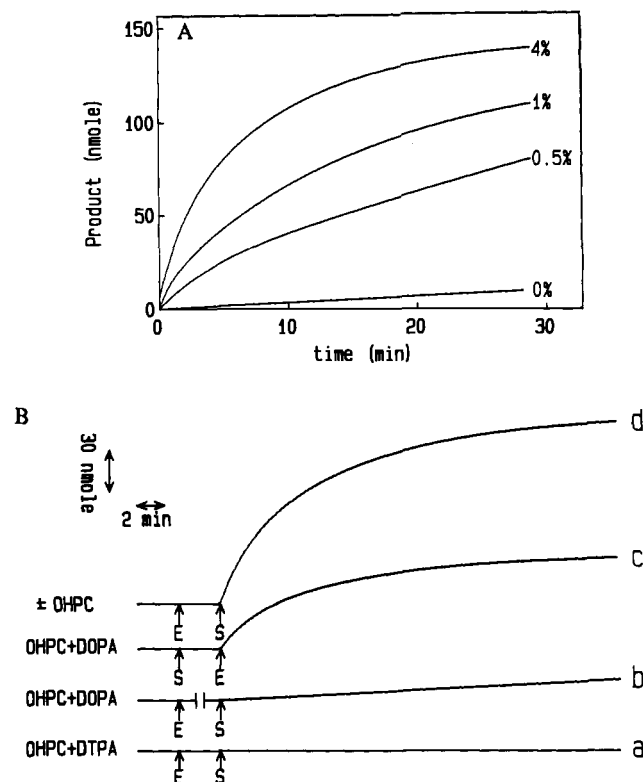 A
150
100
50
0
Product (nmole)
0 10 20 30
time (min)
4%
1%
0.5%
0%
B
30 nmole
2 min
± OHPC
E S
d
OHPC+DOPA
S E
c
OHPC+DOPA
E S
b
OHPC+DTPA
E S
a